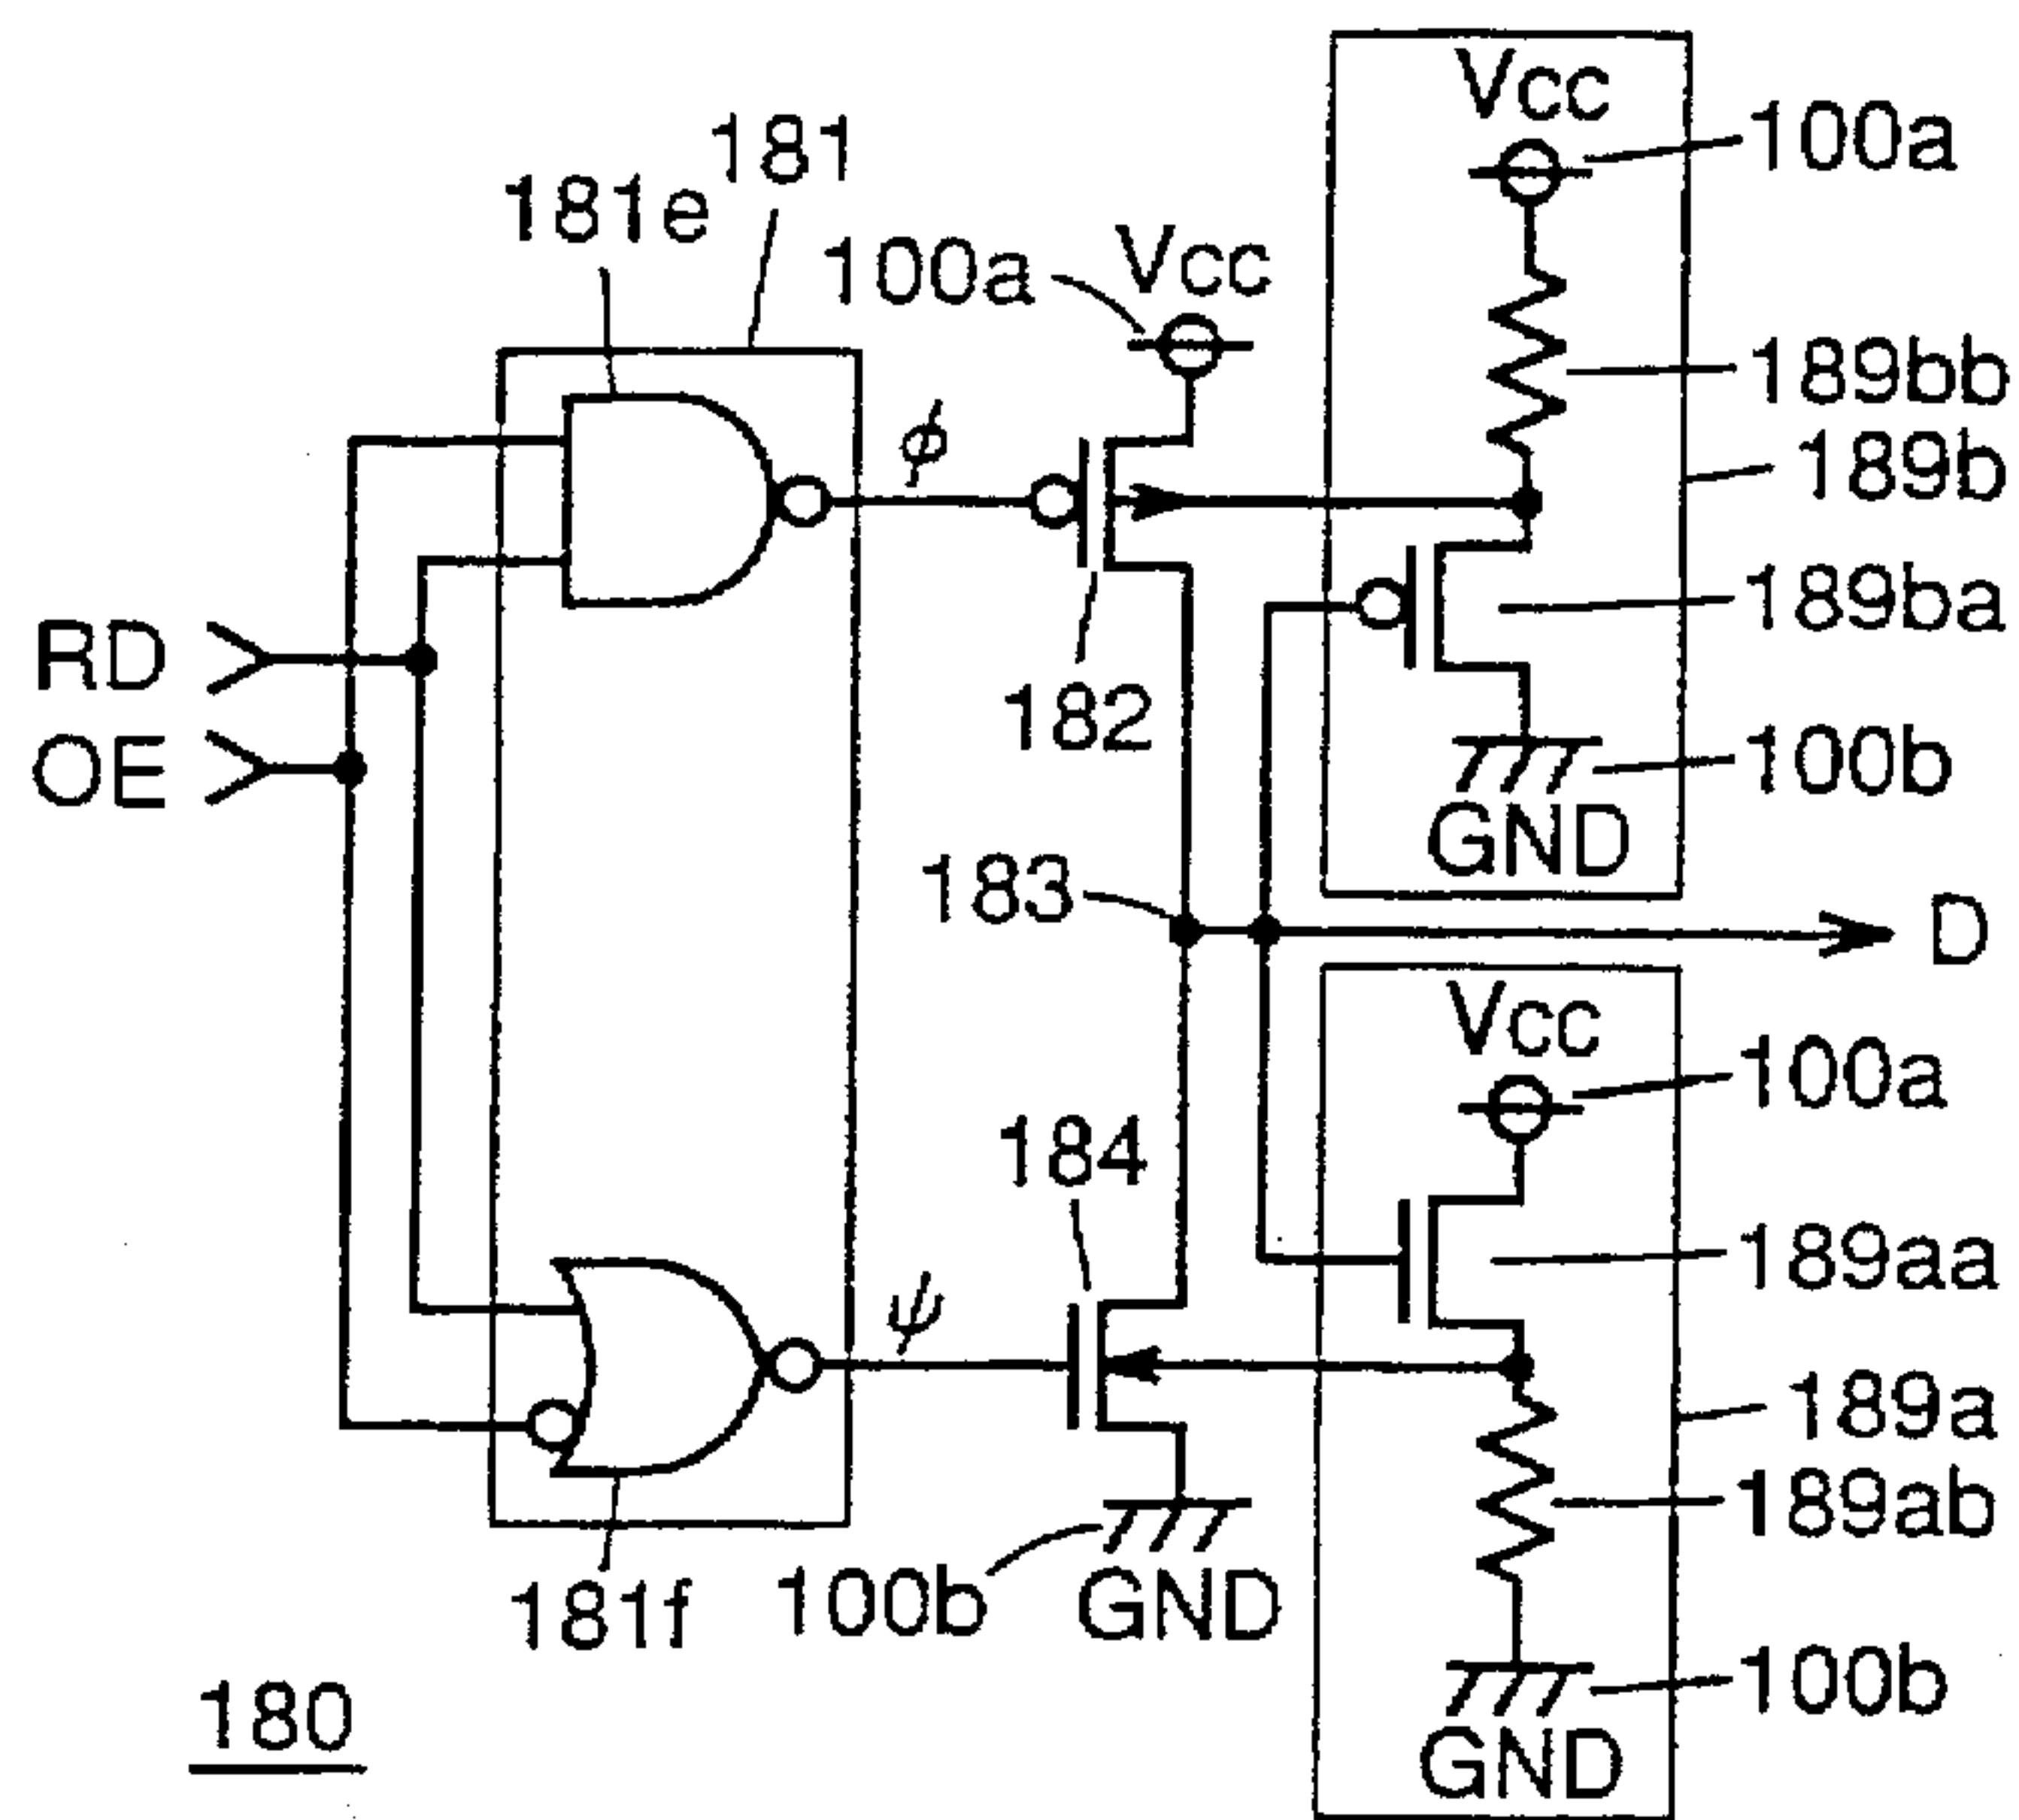 Vcc
100a
181
181e
100a
Vcc
189bb
φ
189b
189ba
RD
182
OE
100b
GND
183
D
Vcc
100a
184
189aa
ψ
189a
189ab
100b
GND
181f
100b
180
GND